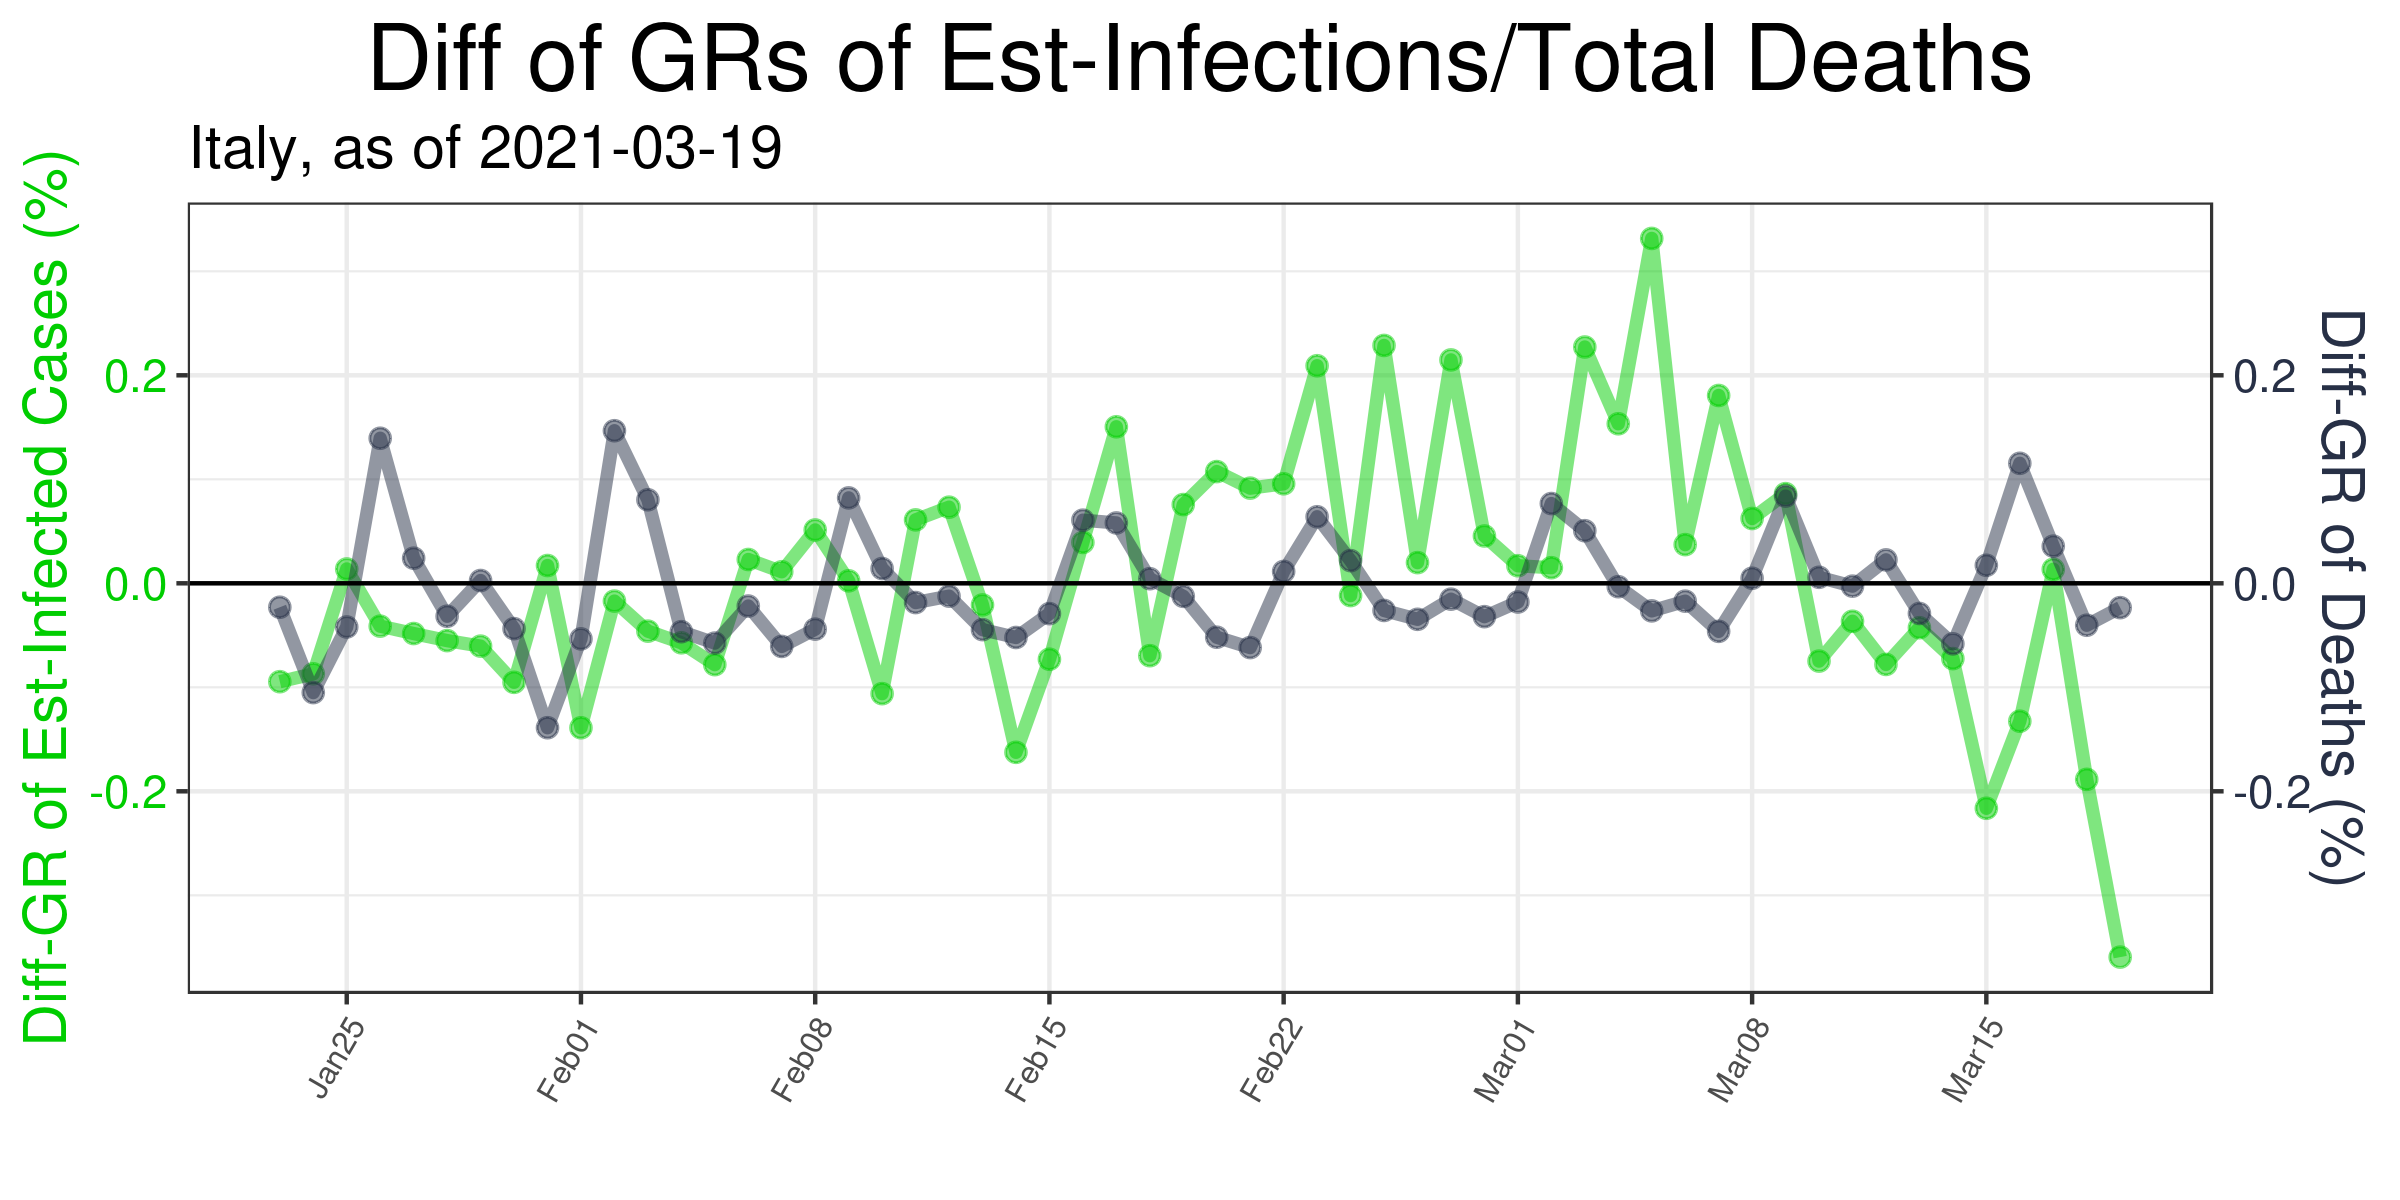 Diff of GRs of Est-Infections/Total Deaths
Italy, as of 2021-03-19
Diff-GR of Est-Infected Cases (%)
0.2
0.0
-0.2
0.2
0.0
-0.2
Diff-GR of Deaths (%)
Jan25
Feb01
Feb08
Feb15
Feb22
Mar01
Mar08
Mar15